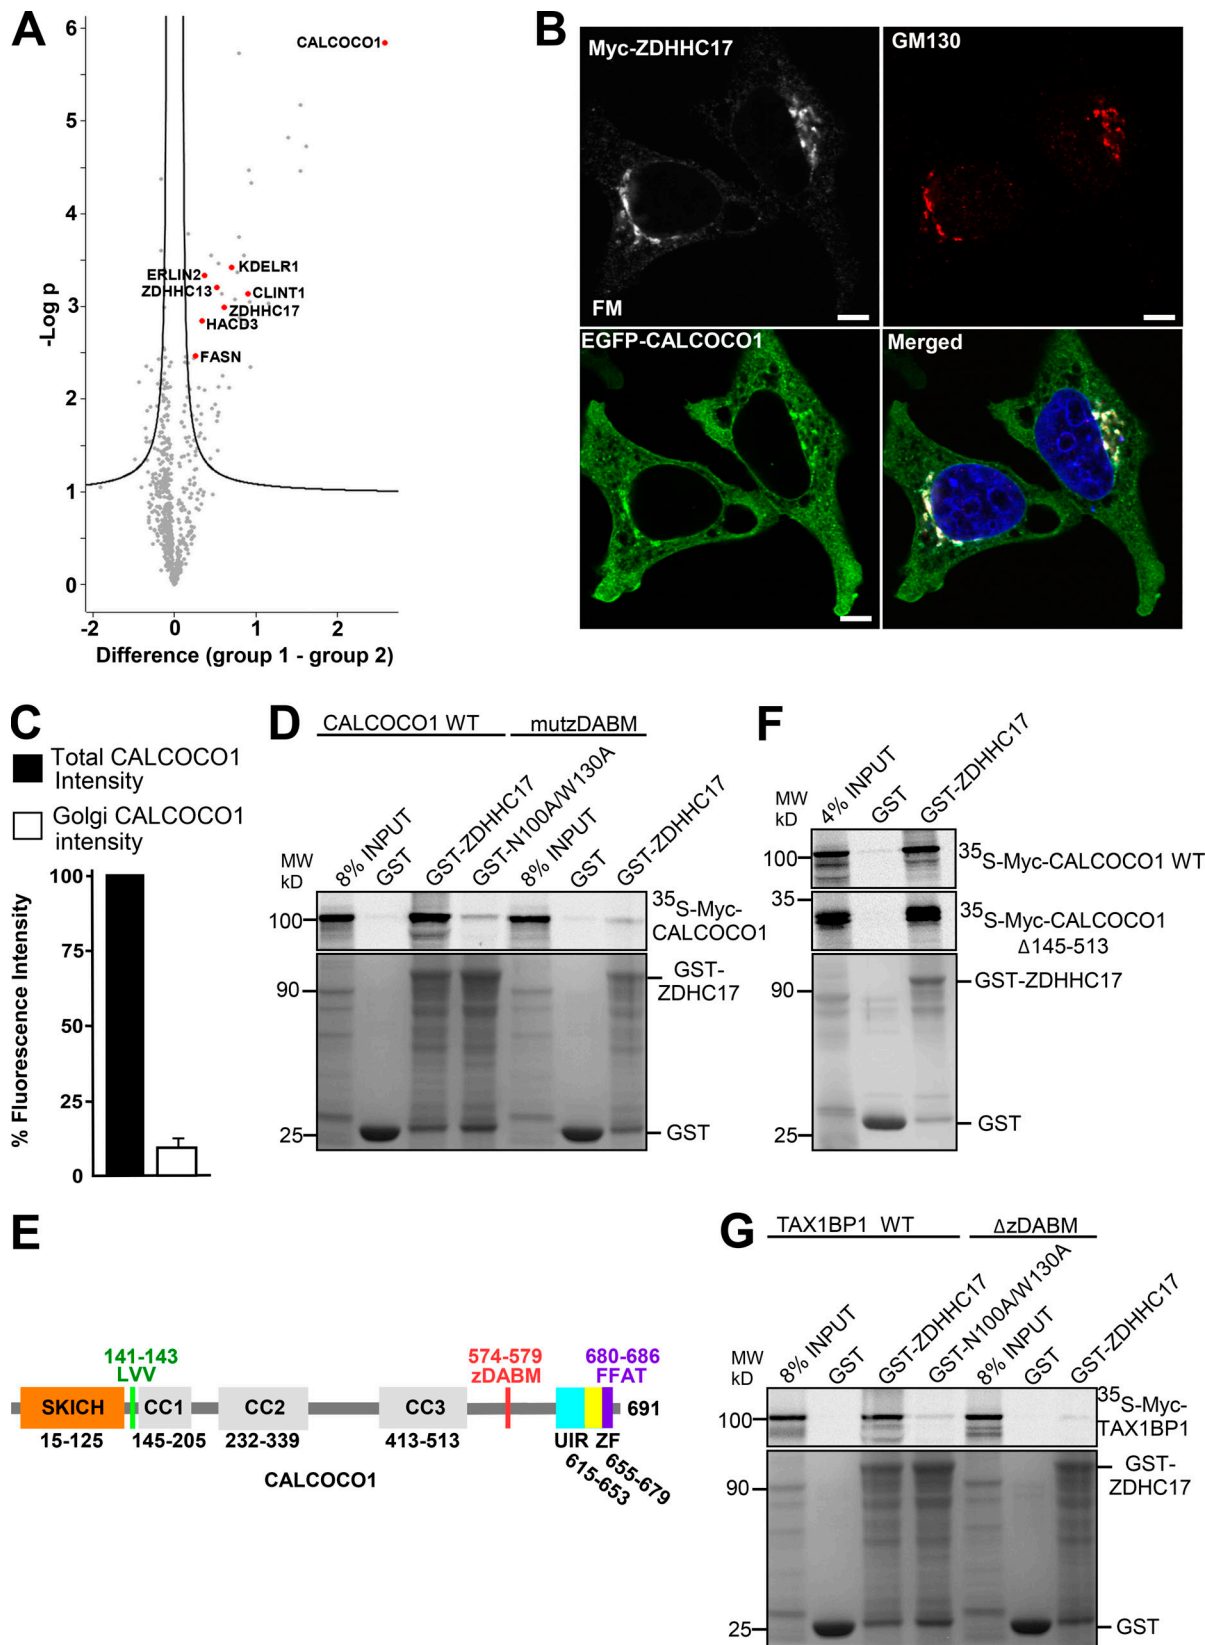 A
6
5
4
3
2
1
0
-Log p
CALCOCO1
KDELR1
ERLIN2
ZDHHC13
CLINT1
ZDHHC17
HACD3
FASN
-2
0
1
2
Difference (group 1 - group 2)
B
Myc-ZDHHC17
GM130
FM
EGFP-CALCOCO1
Merged
C
Total CALCOCO1
Intensity
Golgi CALCOCO1
intensity
% Fluorescence Intensity
100
75
50
25
0
D
CALCOCO1 WT
mutzDABM
MW
kD
8% INPUT
GST
GST-ZDHHC17
GST-N100A/W130A
8% INPUT
GST
GST-ZDHHC17
100
35S-Myc-
CALCOCO1
90
25
GST-
ZDHC17
GST
F
MW
kD
4% INPUT
GST
GST-ZDHHC17
100
35S-Myc-CALCOCO1 WT
35
35S-Myc-CALCOCO1
Δ145-513
90
GST-ZDHHC17
25
GST
E
141-143
LVV
574-579
zDABM
680-686
FFAT
SKICH
CC1
CC2
CC3
691
15-125
145-205
232-339
413-513
UIR
ZF
615-653
655-679
CALCOCO1
G
TAX1BP1 WT
ΔzDABM
MW
kD
8% INPUT
GST
GST-ZDHHC17
GST-N100A/W130A
8% INPUT
GST
GST-ZDHHC17
100
35S-Myc-
TAX1BP1
90
GST-
ZDHC17
25
GST